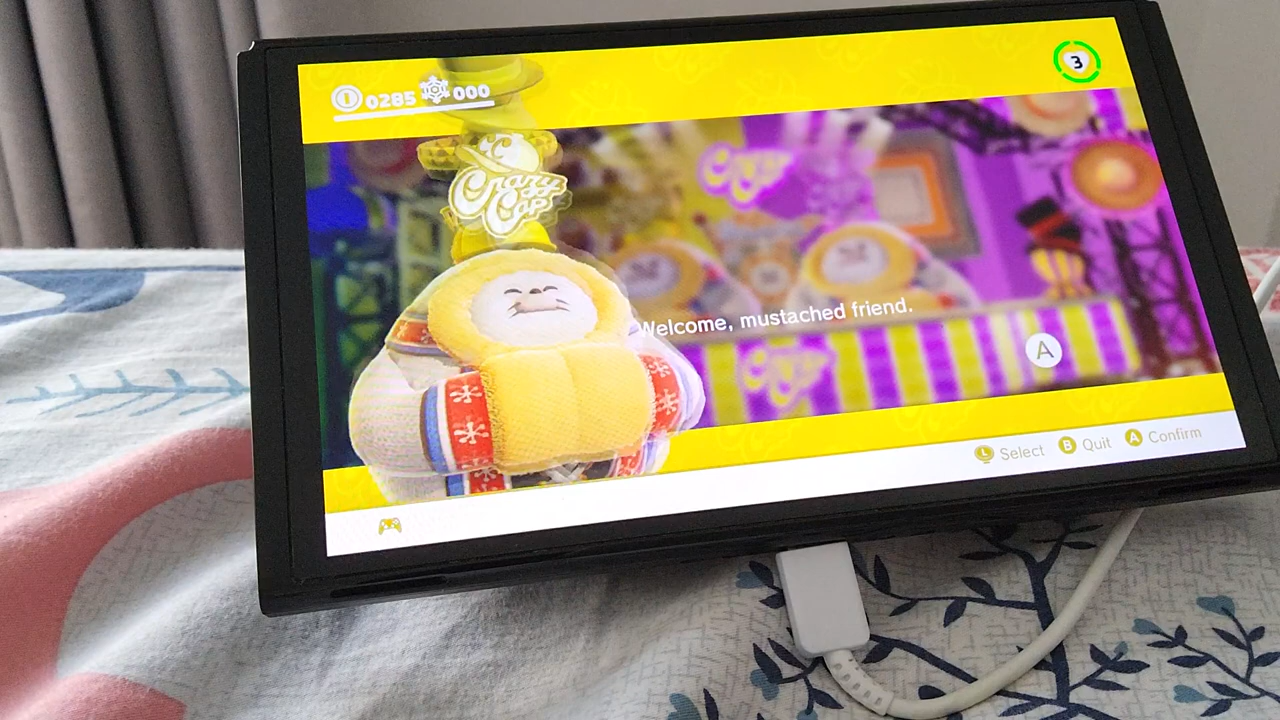 0285 000
3
Crazy
Cap
Welcome, mustached friend.
A
L Select B Quit A Confirm